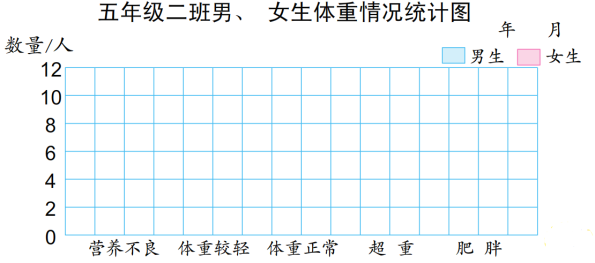 五年级二班男、 女生体重情况统计图
年 月
数量/人
男生 女生
12
10
8
6
4
2
0
营养不良 体重较轻 体重正常 超 重 肥 胖